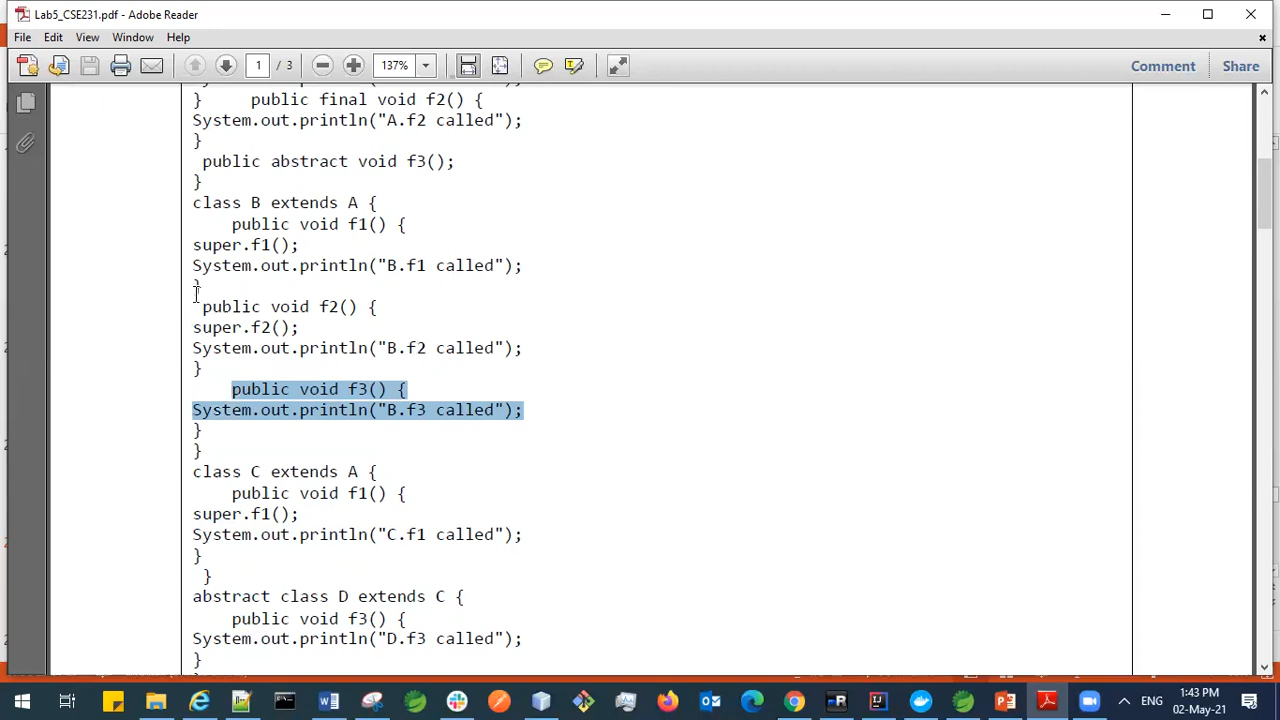 Lab5_CSE231.pdf - Adobe Reader
File Edit View Window Help
1 / 3 137% Comment Share
} public final void f2() {
System.out.println("A.f2 called");
}
public abstract void f3();
}
class B extends A {
public void f1() {
super.f1();
System.out.println("B.f1 called");
}
public void f2() {
super.f2();
System.out.println("B.f2 called");
}
public void f3() {
System.out.println("B.f3 called");
}
}
class C extends A {
public void f1() {
super.f1();
System.out.println("C.f1 called");
}
}
abstract class D extends C {
public void f3() {
System.out.println("D.f3 called");
}
ENG
1:43 PM
02-May-21